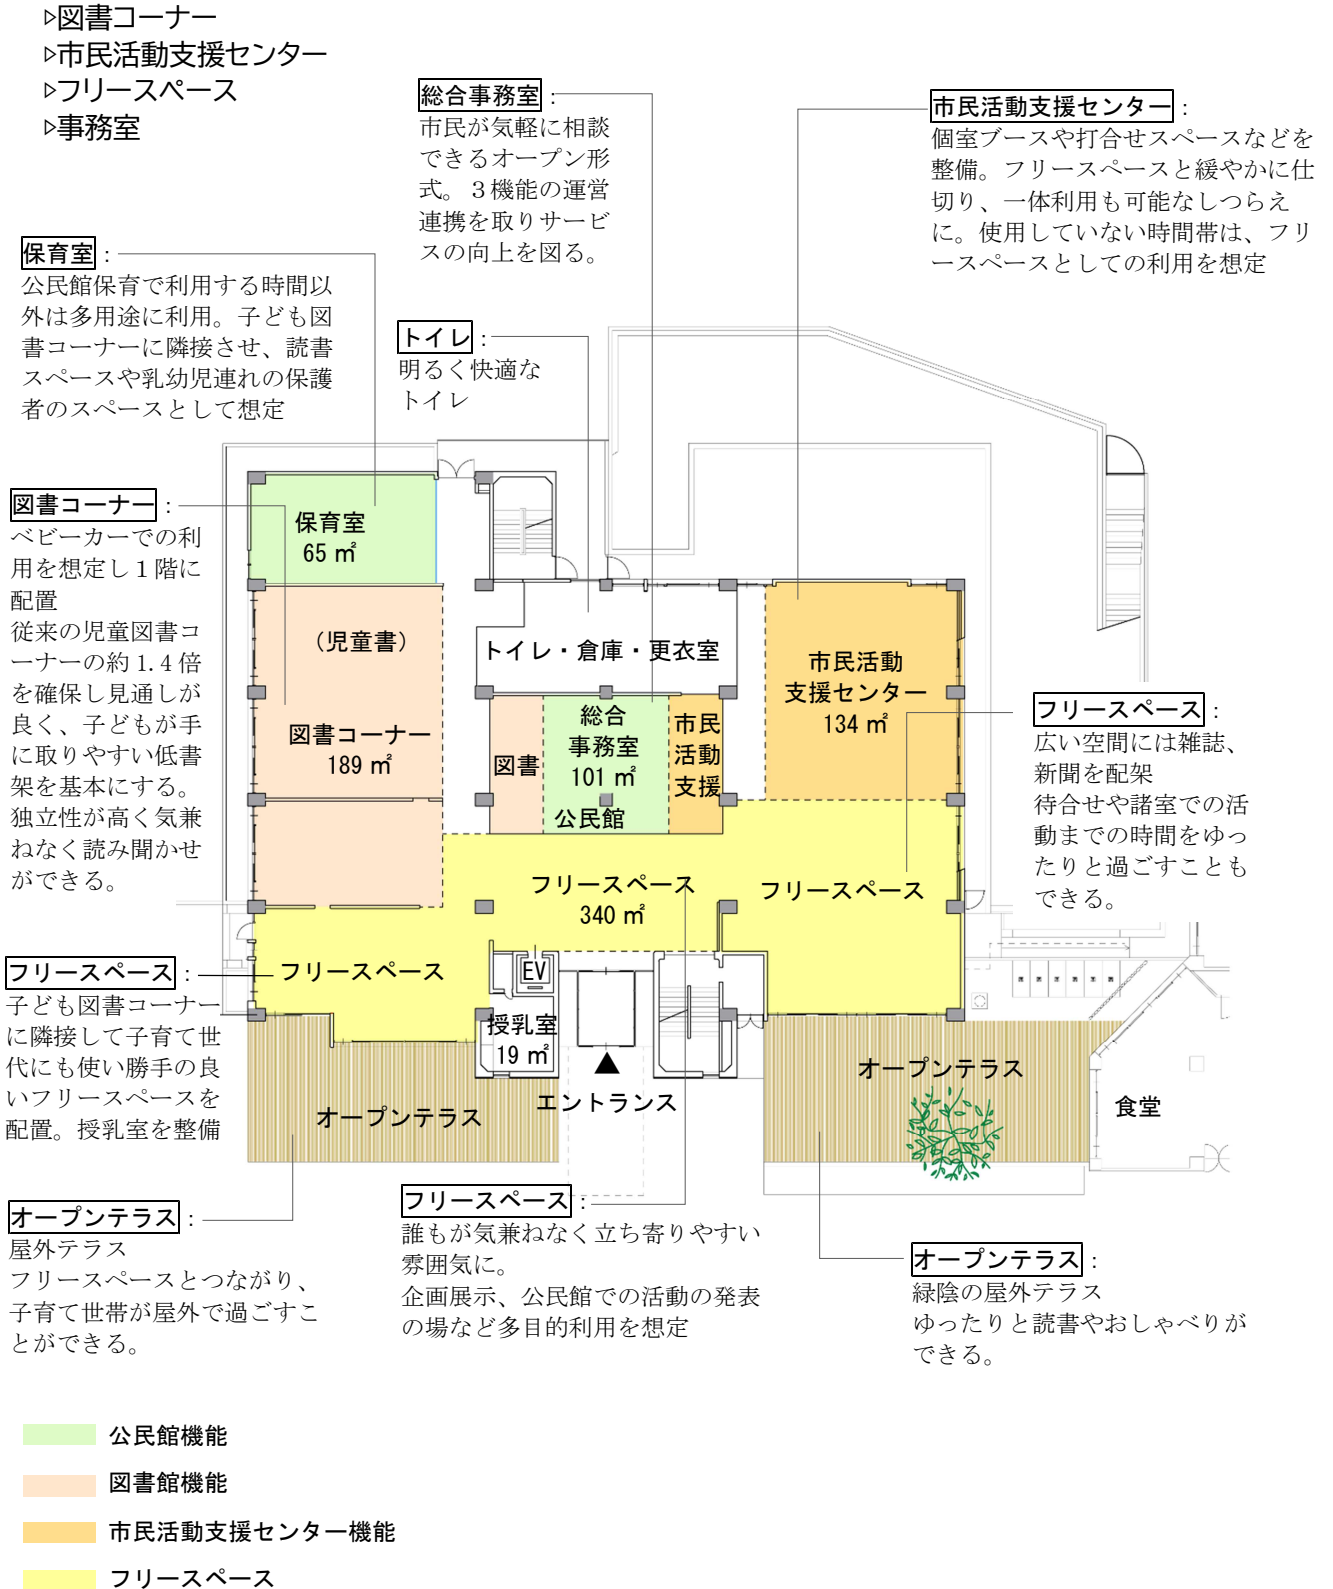 ▷図書コーナー
▷市民活動支援センター
▷フリースペース
▷事務室
総合事務室：
市民が気軽に相談
できるオープン形
式。３機能の運営
連携を取りサービ
スの向上を図る。
市民活動支援センター：
個室ブースや打合せスペースなどを
整備。フリースペースと緩やかに仕
切り、一体利用も可能なしつらえ
に。使用していない時間帯は、フリ
ースペースとしての利用を想定
保育室：
公民館保育で利用する時間以
外は多用途に利用。子ども図
書コーナーに隣接させ、読書
スペースや乳幼児連れの保護
者のスペースとして想定
トイレ：
明るく快適な
トイレ
図書コーナー：
ベビーカーでの利
用を想定し１階に
配置
従来の児童図書コ
ーナーの約 1.4 倍
を確保し見通しが
良く、子どもが手
に取りやすい低書
架を基本にする。
独立性が高く気兼
ねなく読み聞かせ
ができる。
保育室
65 ㎡
（児童書）
図書コーナー
189 ㎡
トイレ・倉庫・更衣室
図書
総合
事務室
101 ㎡
公民館
市民
活動
支援
市民活動
支援センター
134 ㎡
フリースペース：
広い空間には雑誌、
新聞を配架
待合せや諸室での活
動までの時間をゆっ
たりと過ごすことも
できる。
フリースペース
340 ㎡
フリースペース
フリースペース
EV
授乳室
19 ㎡
エントランス
オープンテラス
オープンテラス
食堂
フリースペース：
子ども図書コーナー
に隣接して子育て世
代にも使い勝手の良
いフリースペースを
配置。授乳室を整備
オープンテラス：
屋外テラス
フリースペースとつながり、
子育て世帯が屋外で過ごすこ
とができる。
フリースペース：
誰もが気兼ねなく立ち寄りやすい
雰囲気に。
企画展示、公民館での活動の発表
の場など多目的利用を想定
オープンテラス：
緑陰の屋外テラス
ゆったりと読書やおしゃべりが
できる。
公民館機能
図書館機能
市民活動支援センター機能
フリースペース